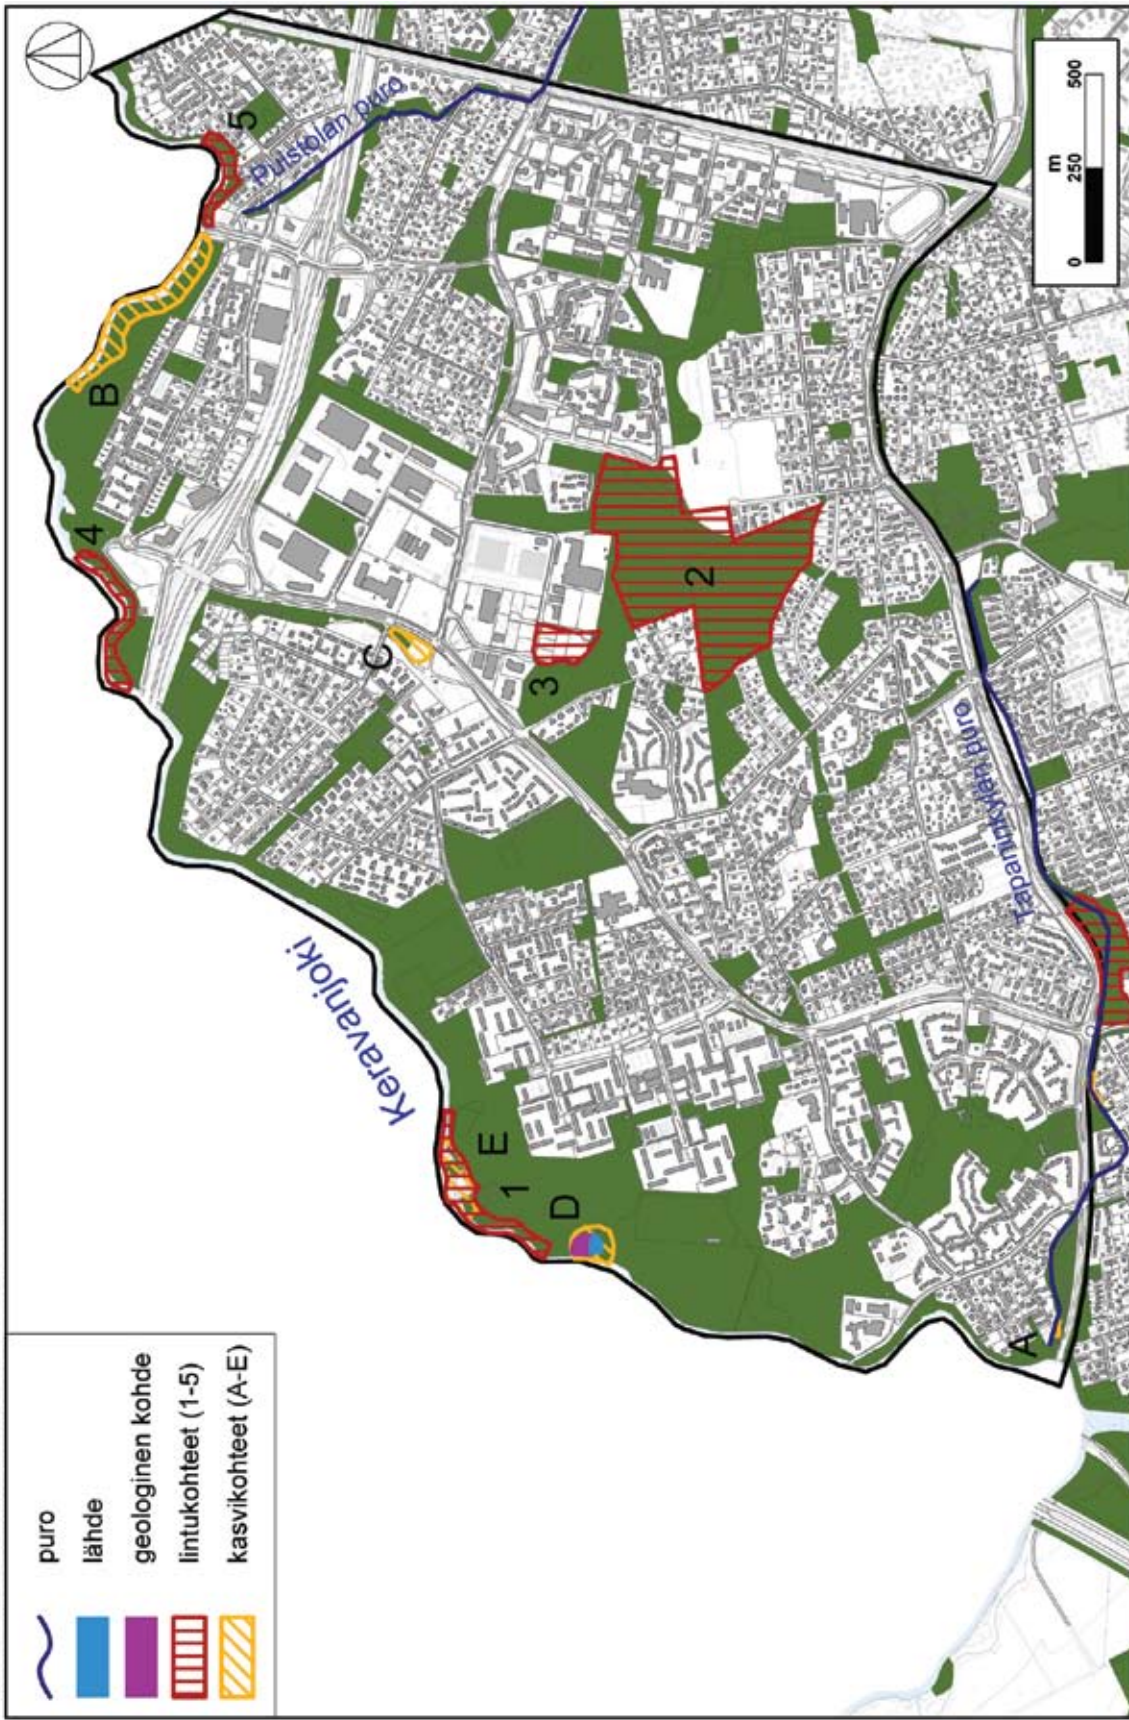 puro
lähde
geologinen kohde
lintukohteet (1-5)
kasvikohteet (A-E)
Keravanjoki
B
4
5
Puistolan puro
C
3
2
E
1
D
A
Tapaninkylän puro
m
0 250 500